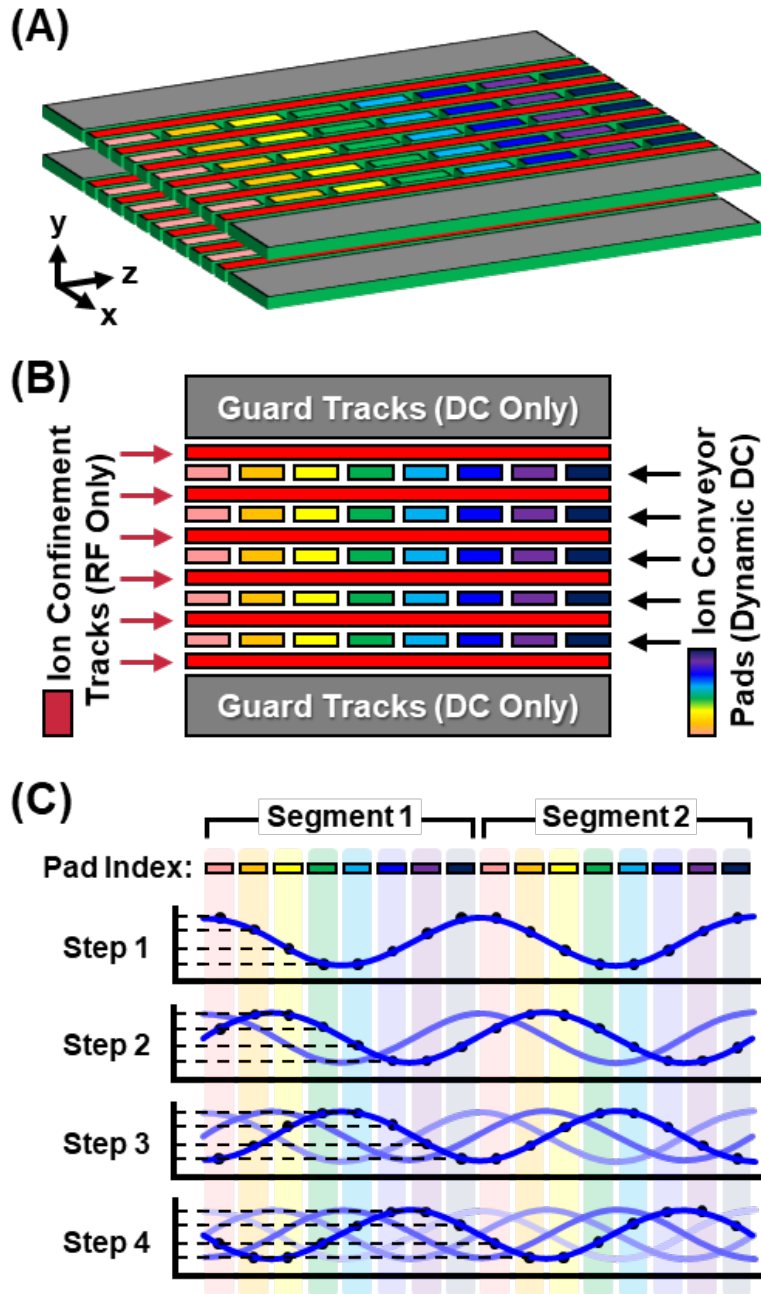 (A)
y
z
x
(B)
Guard Tracks (DC Only)
Ion Confinement
Tracks (RF Only)
Ion Conveyor
Pads (Dynamic DC)
Guard Tracks (DC Only)
(C)
Segment 1
Segment 2
Pad Index:
Step 1
Step 2
Step 3
Step 4